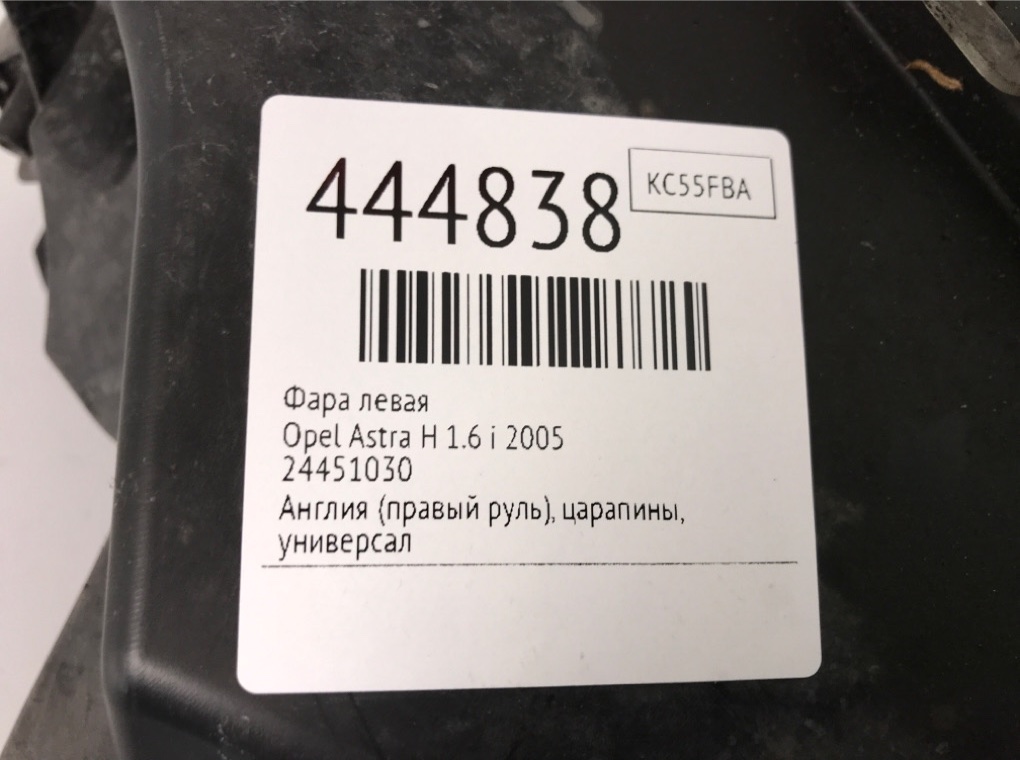 444838
KC55FBA
Фара левая
Opel Astra H 1.6 i 2005
24451030
Англия (правый руль), царапины,
универсал